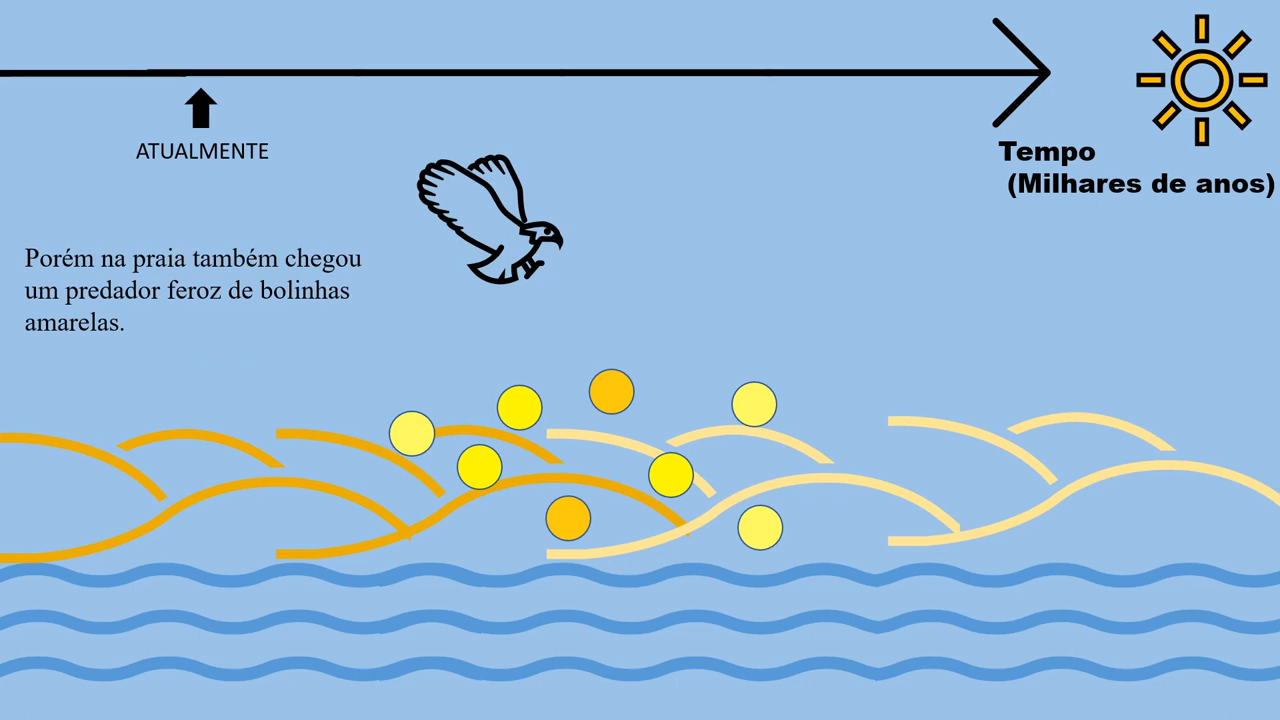 ATUALMENTE
Tempo
(Milhares de anos)
Porém na praia também chegou
um predador feroz de bolinhas
amarelas.